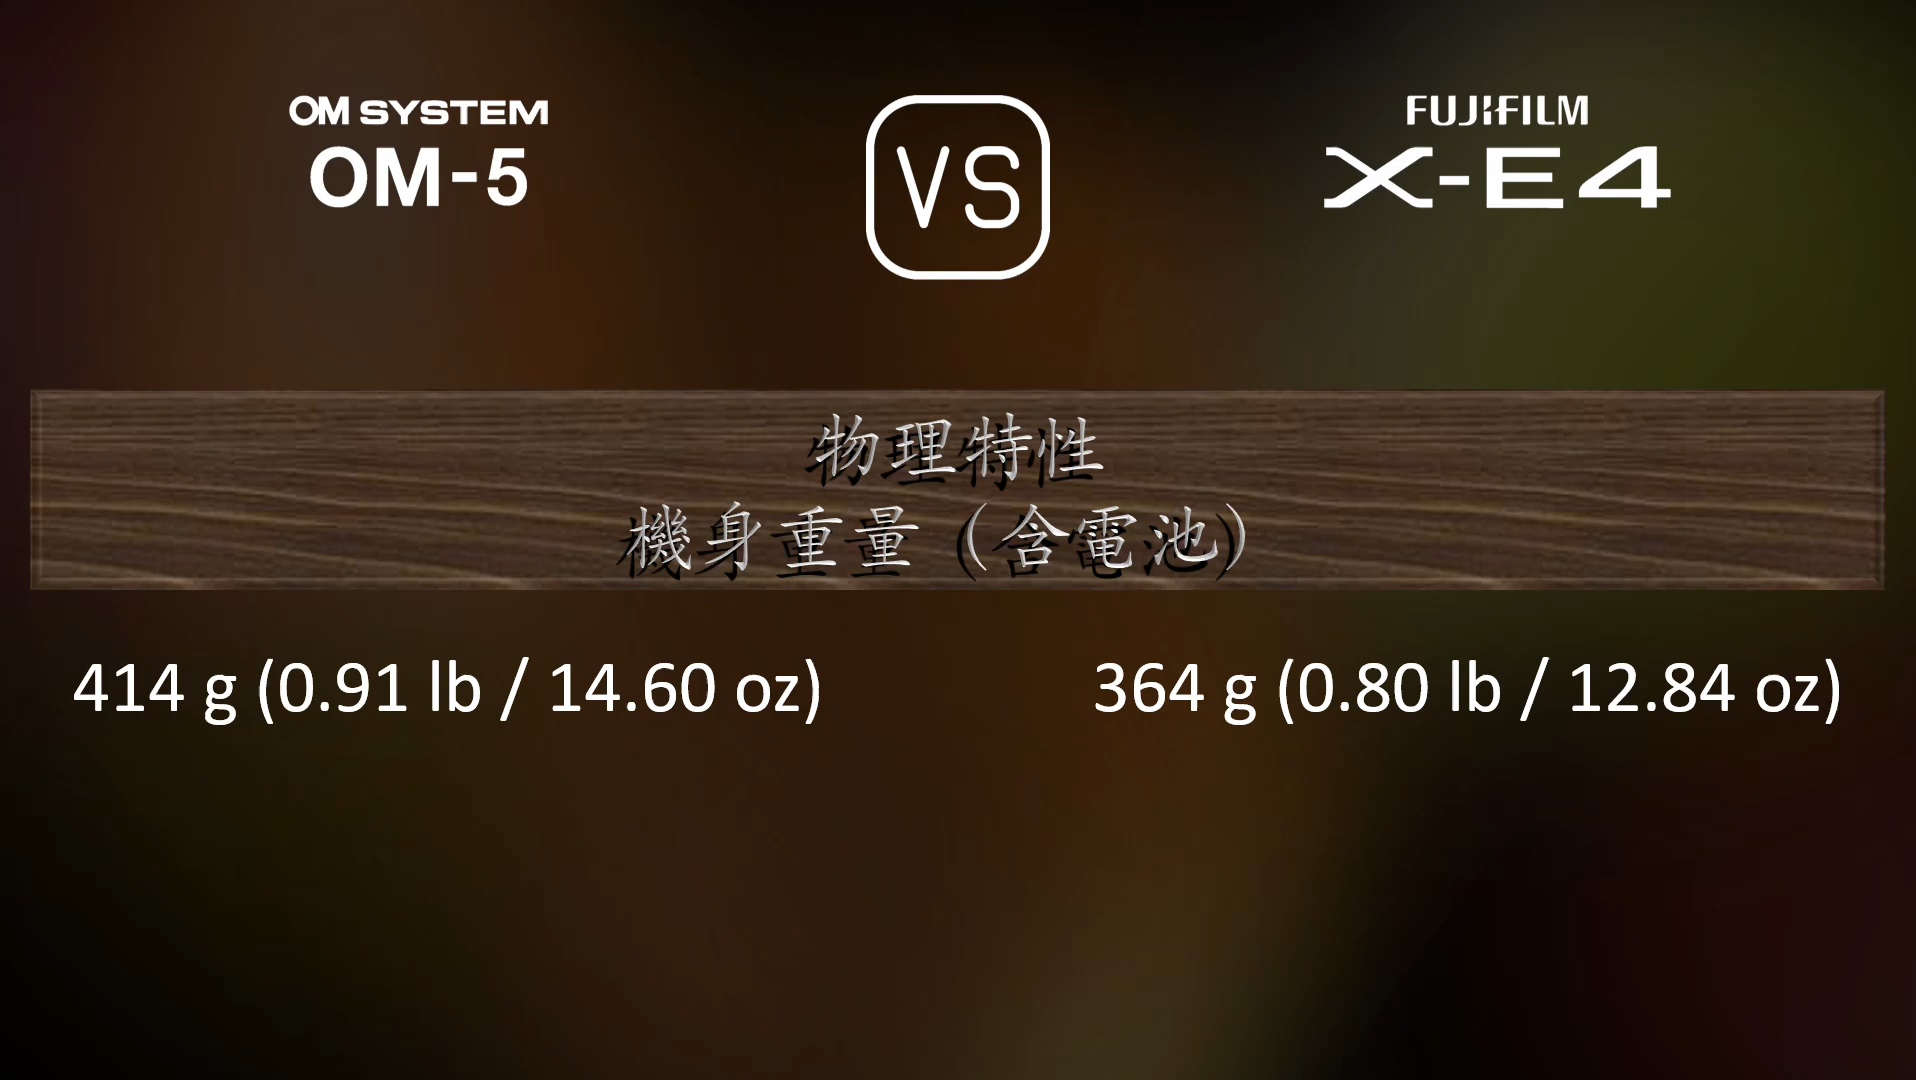 OM SYSTEM
OM-5
VS
FUJIFILM
X-E4
物理特性
機身重量（含電池）
414 g (0.91 lb / 14.60 oz)
364 g (0.80 lb / 12.84 oz)